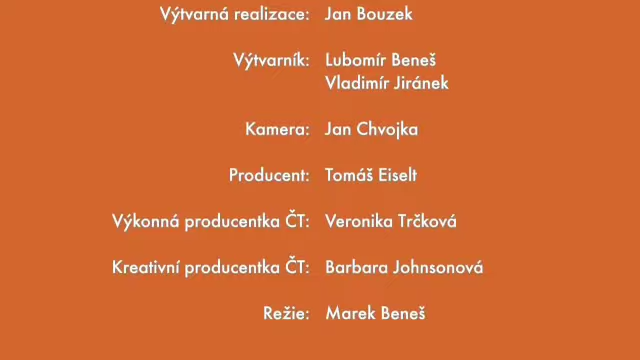 Výtvarná realizace: Jan Bouzek
Výtvarník: Lubomír Beneš
Vladimír Jiránek
Kamera: Jan Chvojka
Producent: Tomáš Eiselt
Výkonná producentka ČT: Veronika Trčková
Kreativní producentka ČT: Barbara Johnsonová
Režie: Marek Beneš